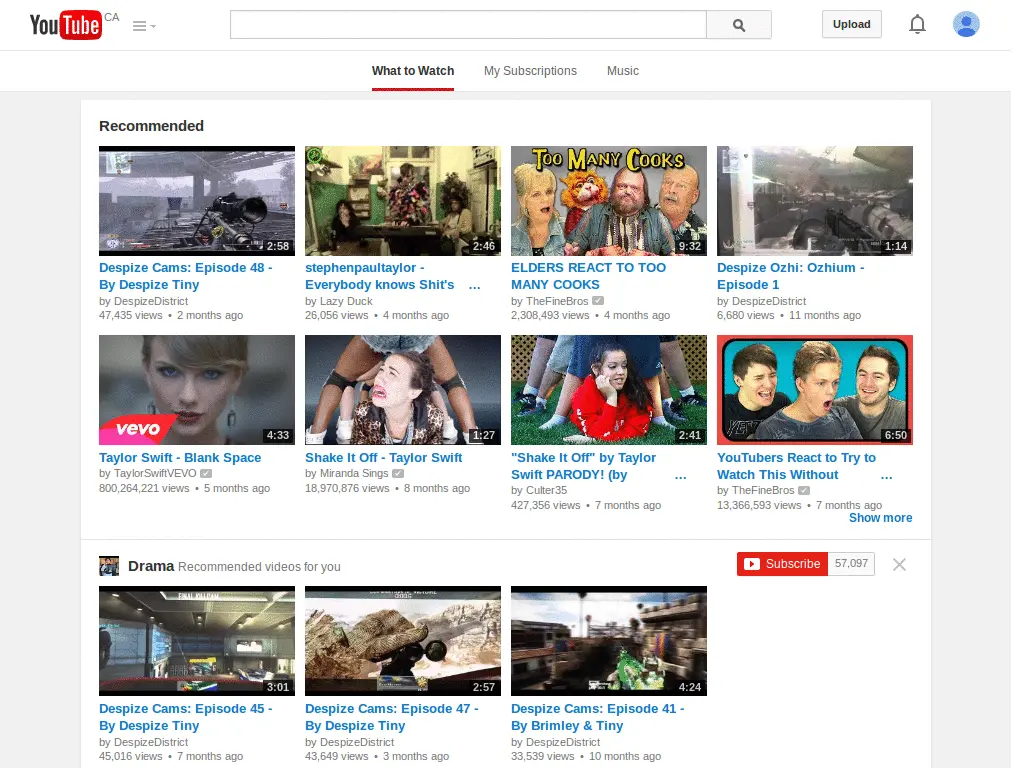 YouTube CA
Upload
What to Watch My Subscriptions Music
Recommended
TOO MANY COOKS
2:58 2:46 9:32 1:14
Despize Cams: Episode 48 -
By Despize Tiny
by DespizeDistrict
47,435 views • 2 months ago
stephenpaultaylor -
Everybody knows Shit's ...
by Lazy Duck
26,056 views • 4 months ago
ELDERS REACT TO TOO
MANY COOKS
by TheFineBros
2,308,493 views • 4 months ago
Despize Ozhi: Ozhium -
Episode 1
by DespizeDistrict
6,680 views • 11 months ago
vevo
4:33 1:27 2:41 6:50
Taylor Swift - Blank Space
by TaylorSwiftVEVO
800,264,221 views • 5 months ago
Shake It Off - Taylor Swift
by Miranda Sings
18,970,876 views • 8 months ago
"Shake It Off" by Taylor
Swift PARODY! (by ...
by Culter35
427,356 views • 7 months ago
YouTubers React to Try to
Watch This Without ...
by TheFineBros
13,366,593 views • 7 months ago
Show more
Drama Recommended videos for you
Subscribe 57,097
FINAL KILLCAM
3:01 2:57 4:24
Despize Cams: Episode 45 -
By Despize Tiny
by DespizeDistrict
45,016 views • 7 months ago
Despize Cams: Episode 47 -
By Despize Tiny
by DespizeDistrict
43,649 views • 3 months ago
Despize Cams: Episode 41 -
By Brimley & Tiny
by DespizeDistrict
33,539 views • 10 months ago